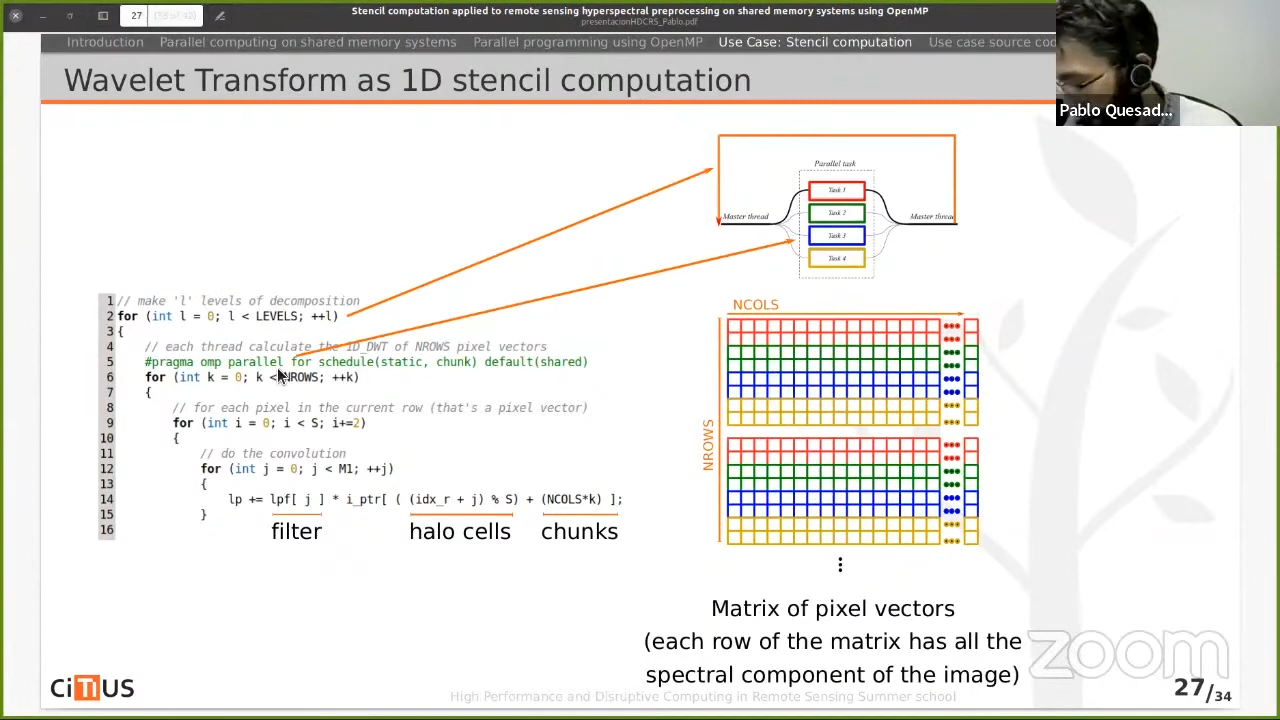 27
(33 of 42)
Stencil computation applied to remote sensing hyperspectral preprocessing on shared memory systems using OpenMP
presentacionHDCRS_Pablo.pdf
Introduction Parallel computing on shared memory systems Parallel programming using OpenMP Use Case: Stencil computation Use case source cod
Wavelet Transform as 1D stencil computation
Pablo Quesad...
Parallel task
Task 1
Master thread
Task 2
Master thread
Task 3
Task 4
1 // make 'l' levels of decomposition
2 for (int l = 0; l < LEVELS; ++l)
3 {
4 // each thread calculate the 1D_DWT of NROWS pixel vectors
5 #pragma omp parallel for schedule(static, chunk) default(shared)
6 for (int k = 0; k < NROWS; ++k)
7 {
8 // for each pixel in the current row (that's a pixel vector)
9 for (int i = 0; i < S; i+=2)
10 {
11 // do the convolution
12 for (int j = 0; j < M1; ++j)
13 {
14 lp += lpf[ j ] * i_ptr[ ( (idx_r + j) % S) + (NCOLS*k) ];
15 }
16
filter halo cells chunks
NCOLS
NROWS
Matrix of pixel vectors
(each row of the matrix has all the
spectral component of the image)
zoom
CiTIUS
High Performance and Disruptive Computing in Remote Sensing Summer school
27/34